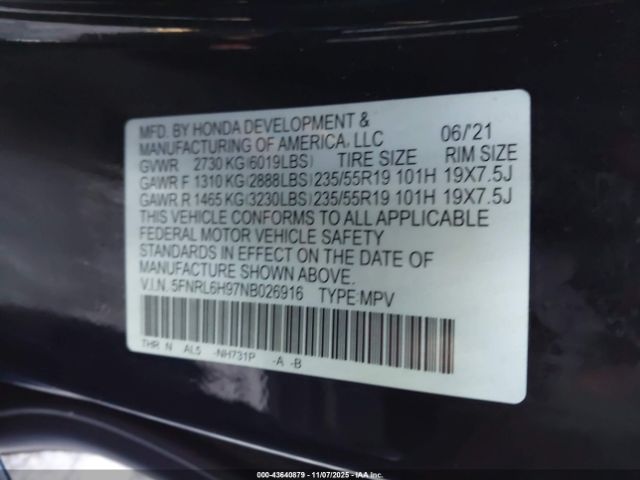 MFD. BY HONDA DEVELOPMENT &
MANUFACTURING OF AMERICA, LLC 06/'21
GVWR 2730 KG (6019LBS) TIRE SIZE RIM SIZE
GAWR F 1310 KG (2888LBS) 235/55R19 101H 19X7.5J
GAWR R 1465 KG (3230LBS) 235/55R19 101H 19X7.5J
THIS VEHICLE CONFORMS TO ALL APPLICABLE
FEDERAL MOTOR VEHICLE SAFETY
STANDARDS IN EFFECT ON THE DATE OF
MANUFACTURE SHOWN ABOVE.
V.I.N. 5FNRL6H97NB026916 TYPE:MPV
THR N AL5 -NH731P -A -B
000-43640879 - 11/07/2025 - IAAI.COM